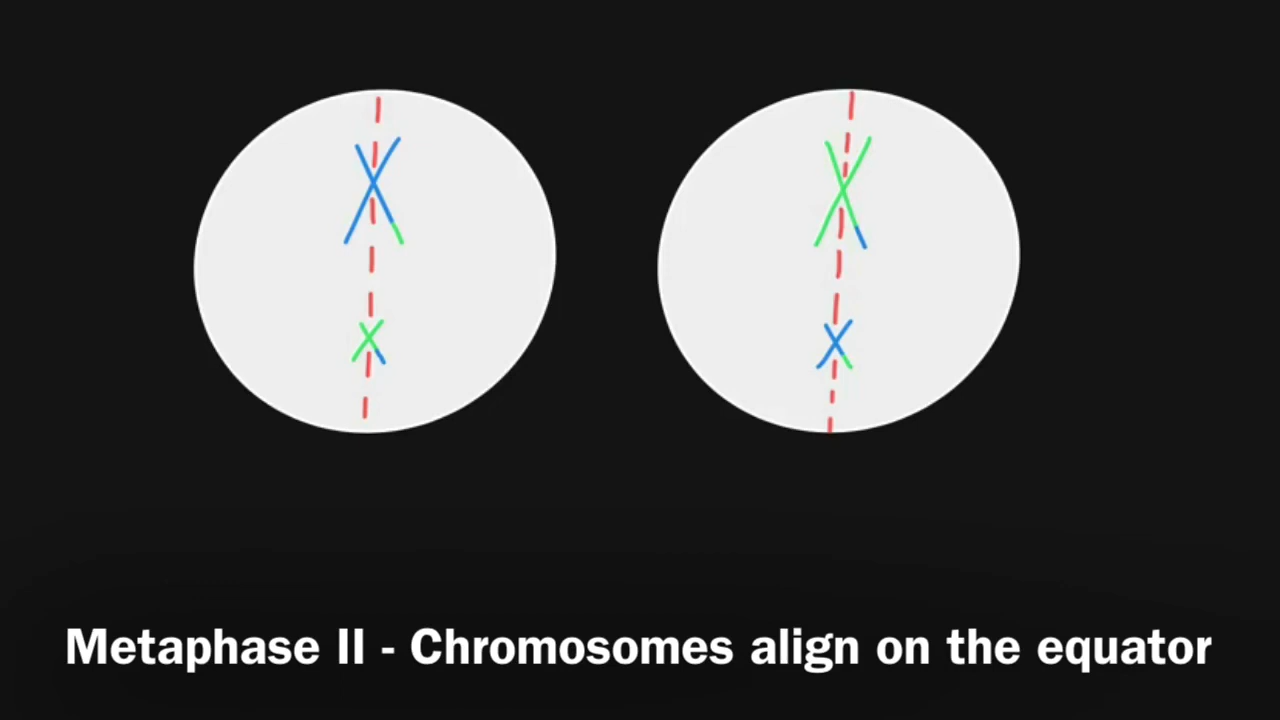 Metaphase II - Chromosomes align on the equator